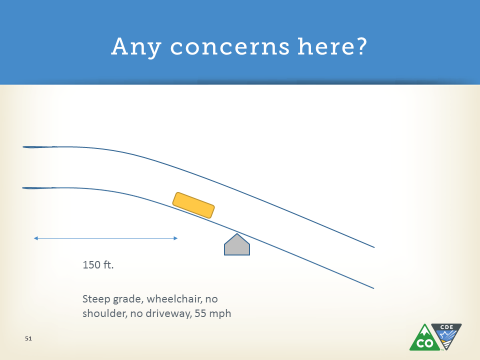 Any concerns here?
150 ft.
Steep grade, wheelchair, no
shoulder, no driveway, 55 mph
51
CO
CDE